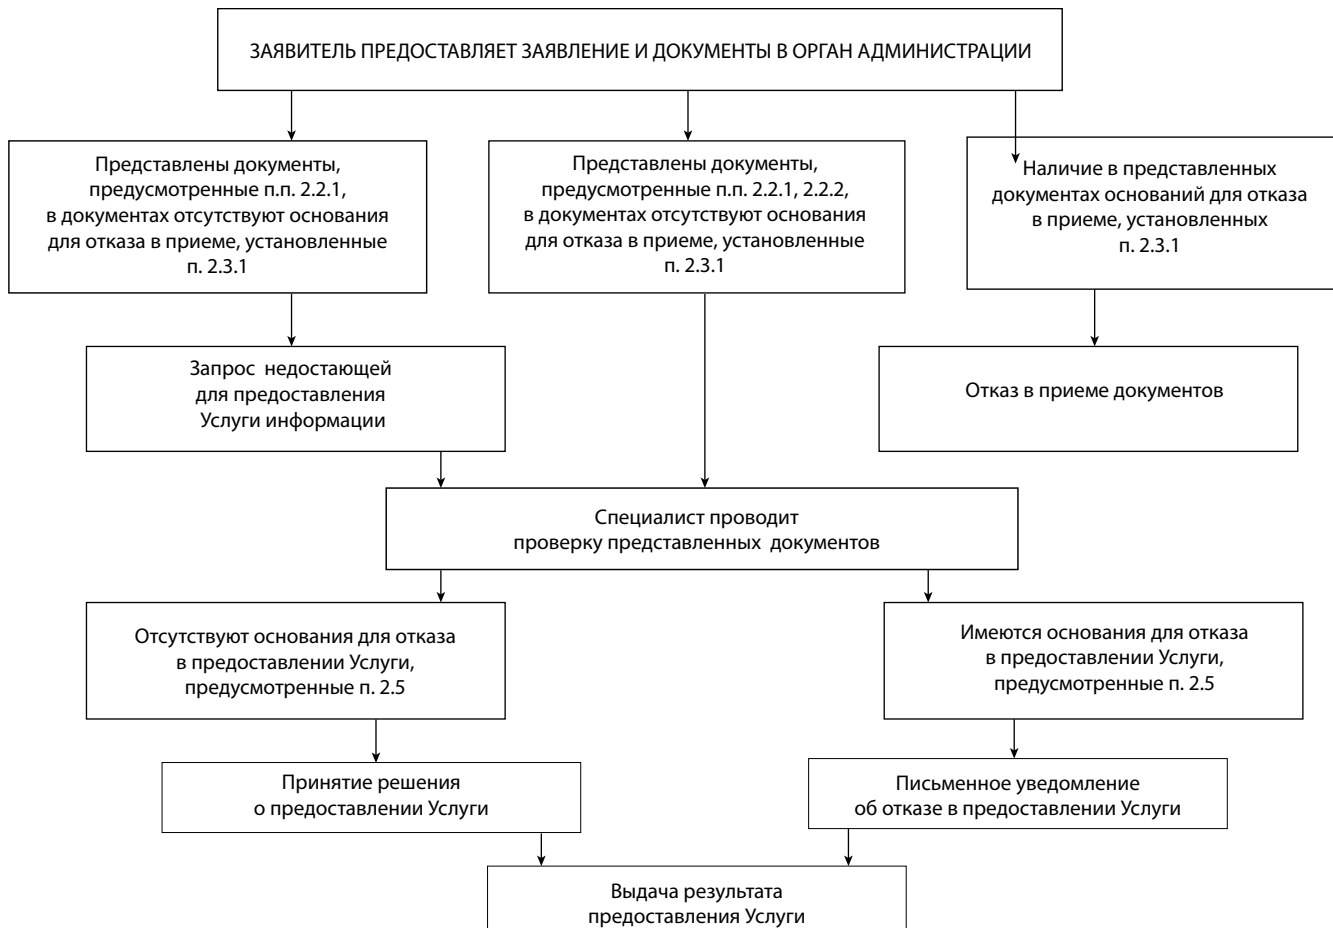 ЗАЯВИТЕЛЬ ПРЕДОСТАВЛЯЕТ ЗАЯВЛЕНИЕ И ДОКУМЕНТЫ В ОРГАН АДМИНИСТРАЦИИ
Представлены документы,
предусмотренные п.п. 2.2.1,
в документах отсутствуют основания
для отказа в приеме, установленные
п. 2.3.1
Представлены документы,
предусмотренные п.п. 2.2.1, 2.2.2,
в документах отсутствуют основания
для отказа в приеме, установленные
п. 2.3.1
Наличие в представленных
документах оснований для отказа
в приеме, установленных
п. 2.3.1
Запрос недостающей
для предоставления
Услуги информации
Отказ в приеме документов
Специалист проводит
проверку представленных документов
Отсутствуют основания для отказа
в предоставлении Услуги,
предусмотренные п. 2.5
Имеются основания для отказа
в предоставлении Услуги,
предусмотренные п. 2.5
Принятие решения
о предоставлении Услуги
Письменное уведомление
об отказе в предоставлении Услуги
Выдача результата
предоставления Услуги